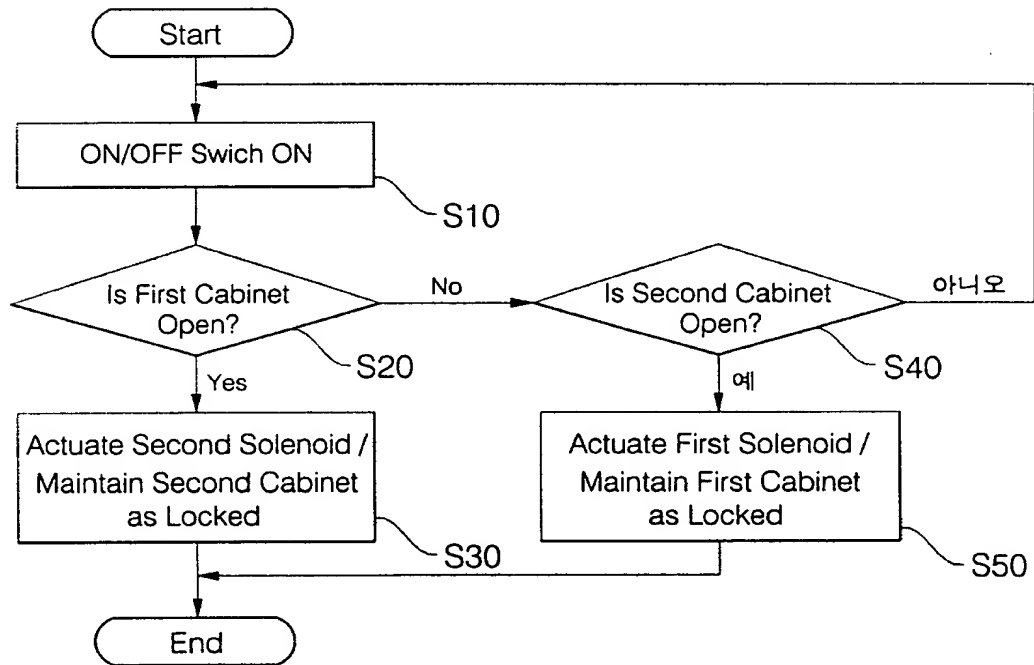 Start
ON/OFF Swich ON
S10
Is First Cabinet
Open?
S20
No
Is Second Cabinet
Open?
S40
아니오
Yes
예
Actuate Second Solenoid /
Maintain Second Cabinet
as Locked
S30
Actuate First Solenoid /
Maintain First Cabinet
as Locked
S50
End